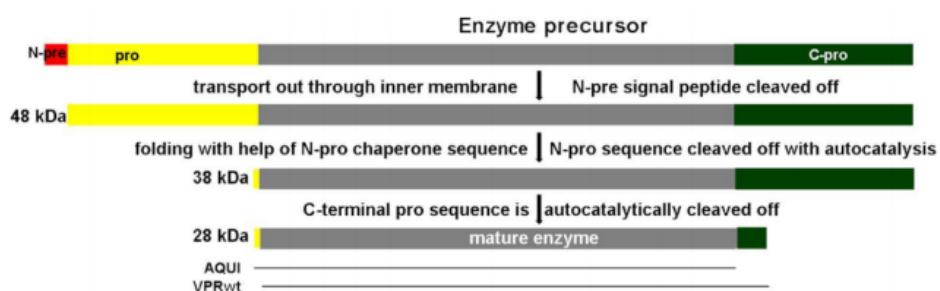 Enzyme precursor
N-pre pro C-pro
transport out through inner membrane N-pre signal peptide cleaved off
48 kDa
folding with help of N-pro chaperone sequence N-pro sequence cleaved off with autocatalysis
38 kDa
C-terminal pro sequence is autocatalytically cleaved off
28 kDa mature enzyme
AQUI
VPRwt